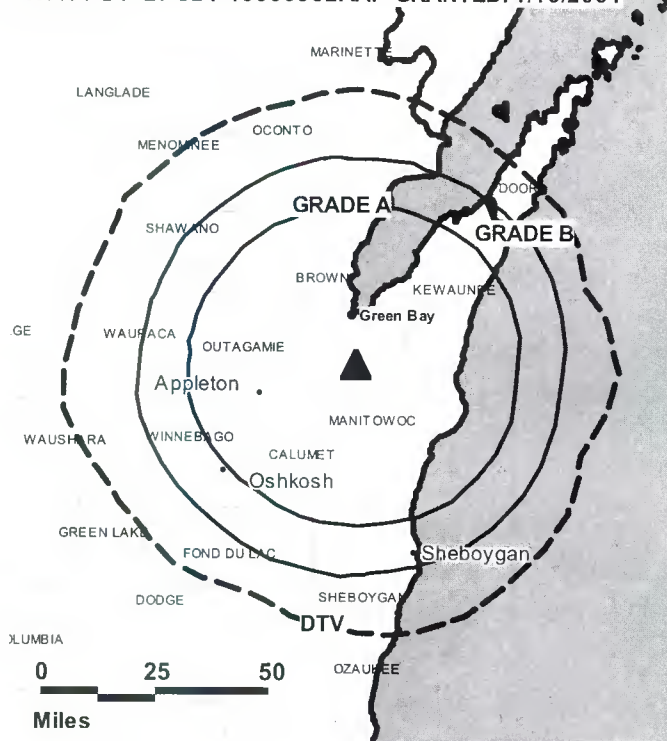 MARINETTE
LANGLADE
OCONTO
MENOMINEE
DOOR
GRADE A
SHAWANO
GRADE B
BROWN
KEWAUNEE
Green Bay
GE
WAUPACA
OUTAGAMIE
Appleton
MANITOWOC
WAUSHARA
WINNEBAGO
CALUMET
Oshkosh
GREEN LAKE
FOND DU LAC
Sheboygan
DODGE
SHEBOYGAN
DTV
OLUMBIA
OZAUKEE
0 25 50
Miles